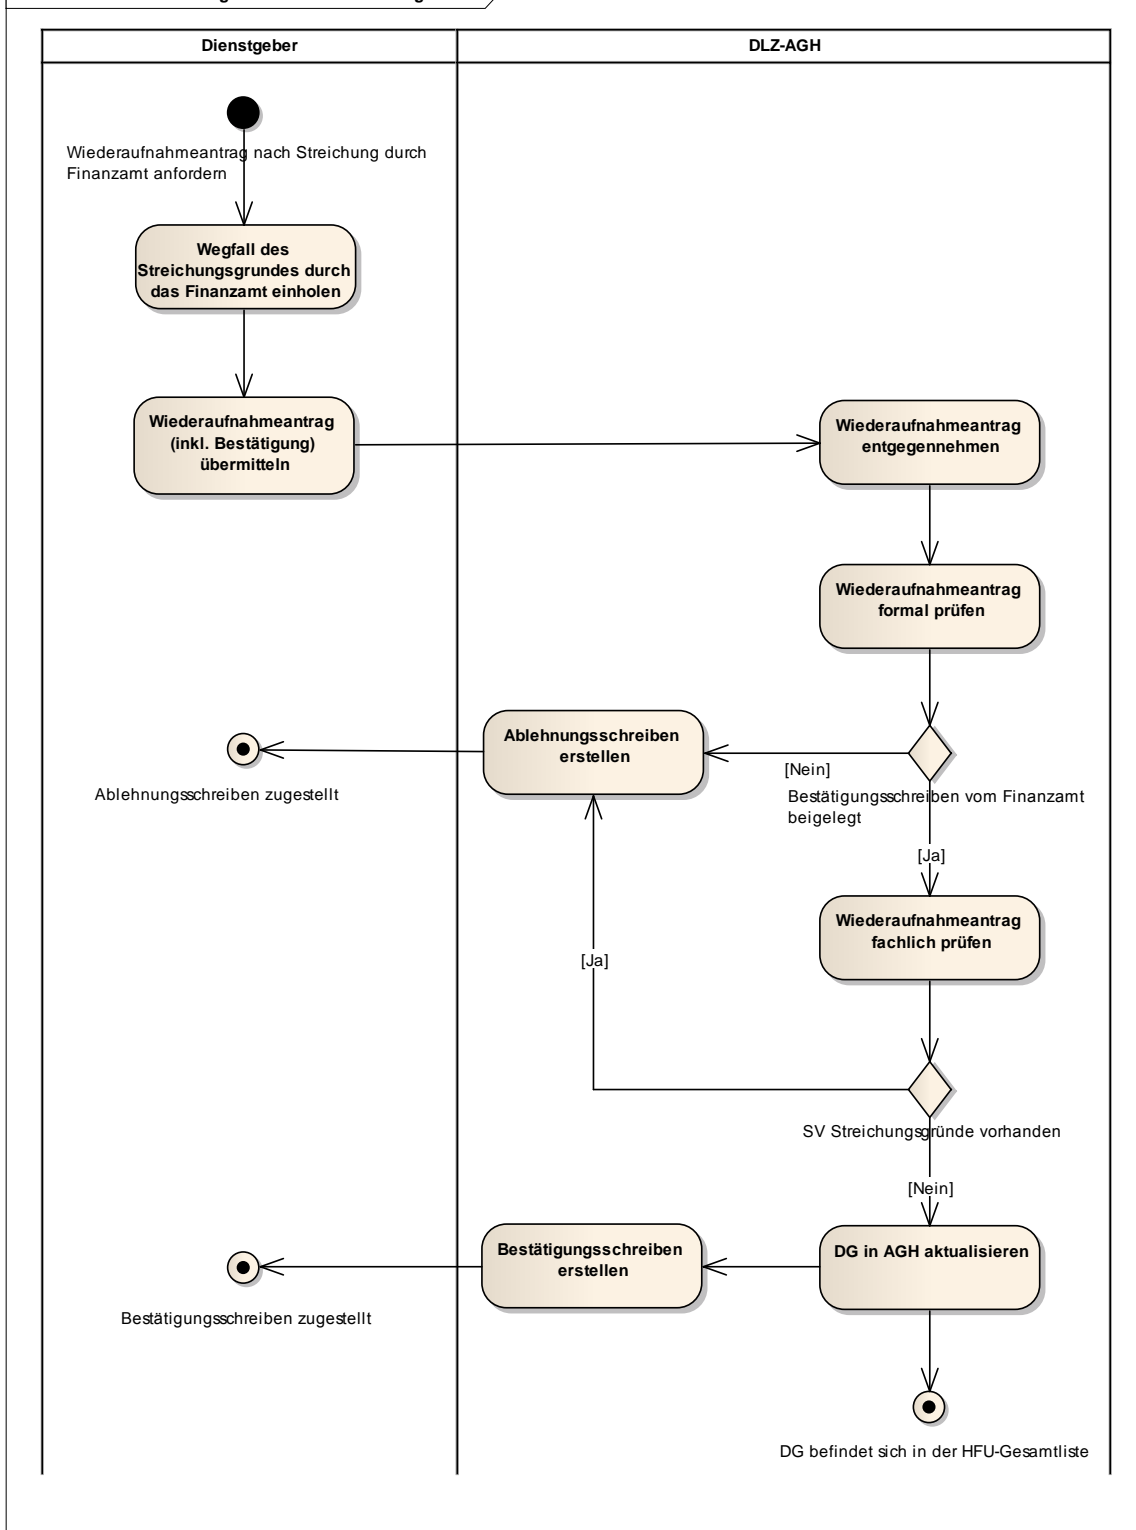 Dienstgeber
DLZ-AGH
Wiederaufnahmeantrag nach Streichung durch
Finanzamt anfordern
Wegfall des
Streichungsgrundes durch
das Finanzamt einholen
Wiederaufnahmeantrag
(inkl. Bestätigung)
übermitteln
Wiederaufnahmeantrag
entgegennehmen
Wiederaufnahmeantrag
formal prüfen
Ablehnungsschreiben
erstellen
[Nein]
Bestätigungsschreiben vom Finanzamt
beigelegt
Ablehnungsschreiben zugestellt
[Ja]
Wiederaufnahmeantrag
fachlich prüfen
[Ja]
SV Streichungsgründe vorhanden
[Nein]
DG in AGH aktualisieren
Bestätigungsschreiben
erstellen
Bestätigungsschreiben zugestellt
DG befindet sich in der HFU-Gesamtliste